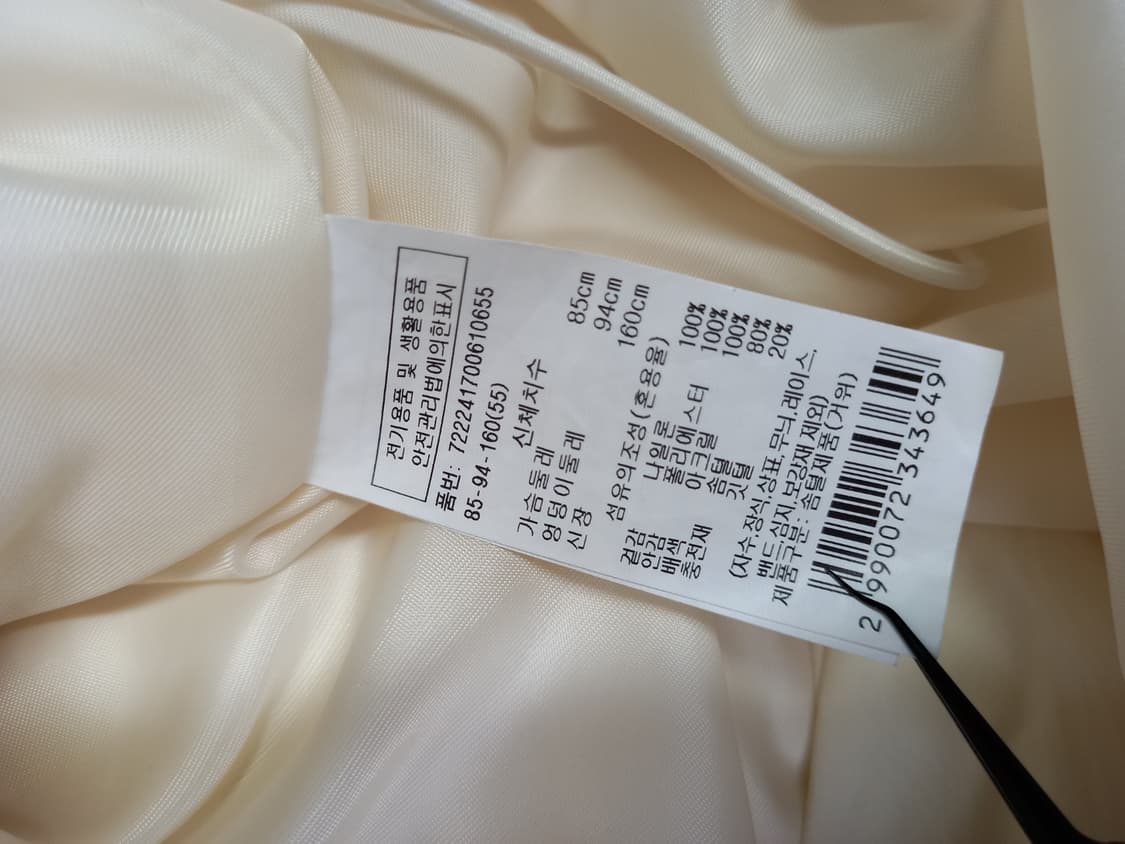 전기용품 및 생활용품
안전관리법에의한표시
품번: 722241700610655
85-94-160(55)
신체치수
가슴둘레 85cm
엉덩이둘레 94cm
신장 160cm
섬유의조성(혼용율)
겉감 나일론 100%
안감 폴리에스터 100%
배색 아크릴 100%
충전재 솜털 80%
깃털 20%
(자수,장식,상표,무늬,레이스,
밴드,심지,보강재 제외)
제품구분: 솜털제품(거위)
2 990072 343649